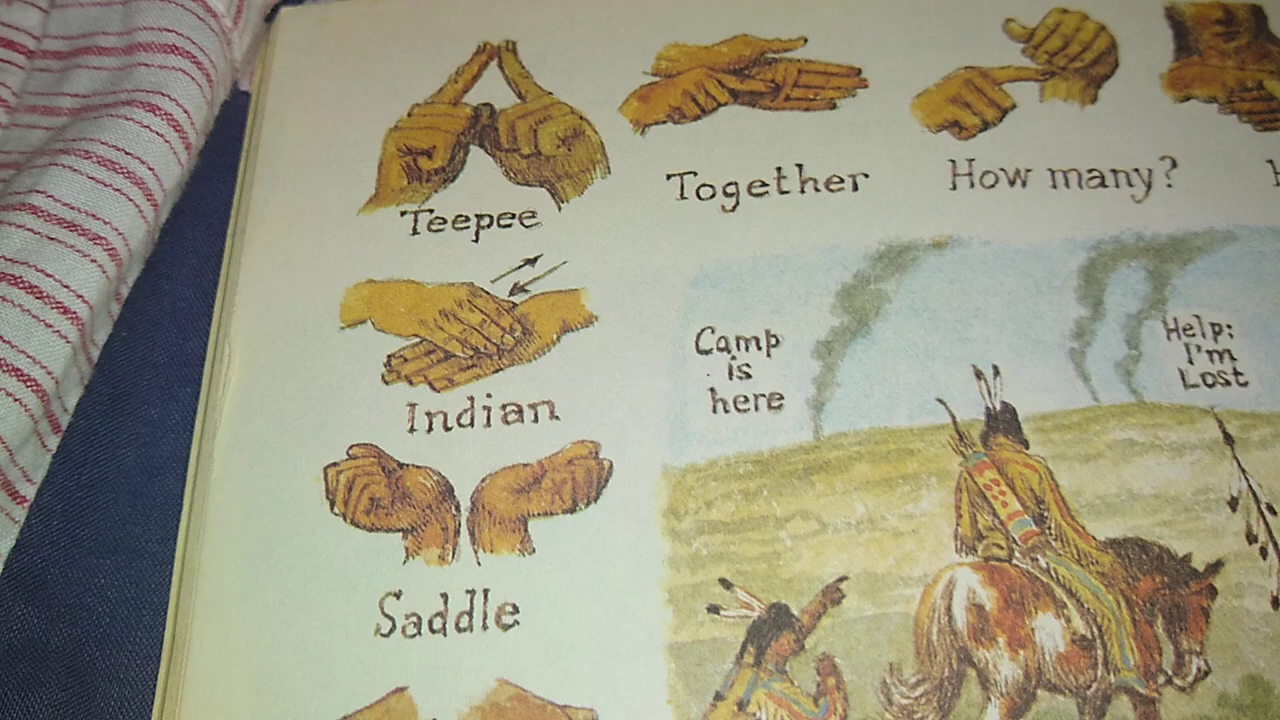 Teepee
Together
How many?
Indian
Camp
is
here
Help:
I'm
Lost
Saddle